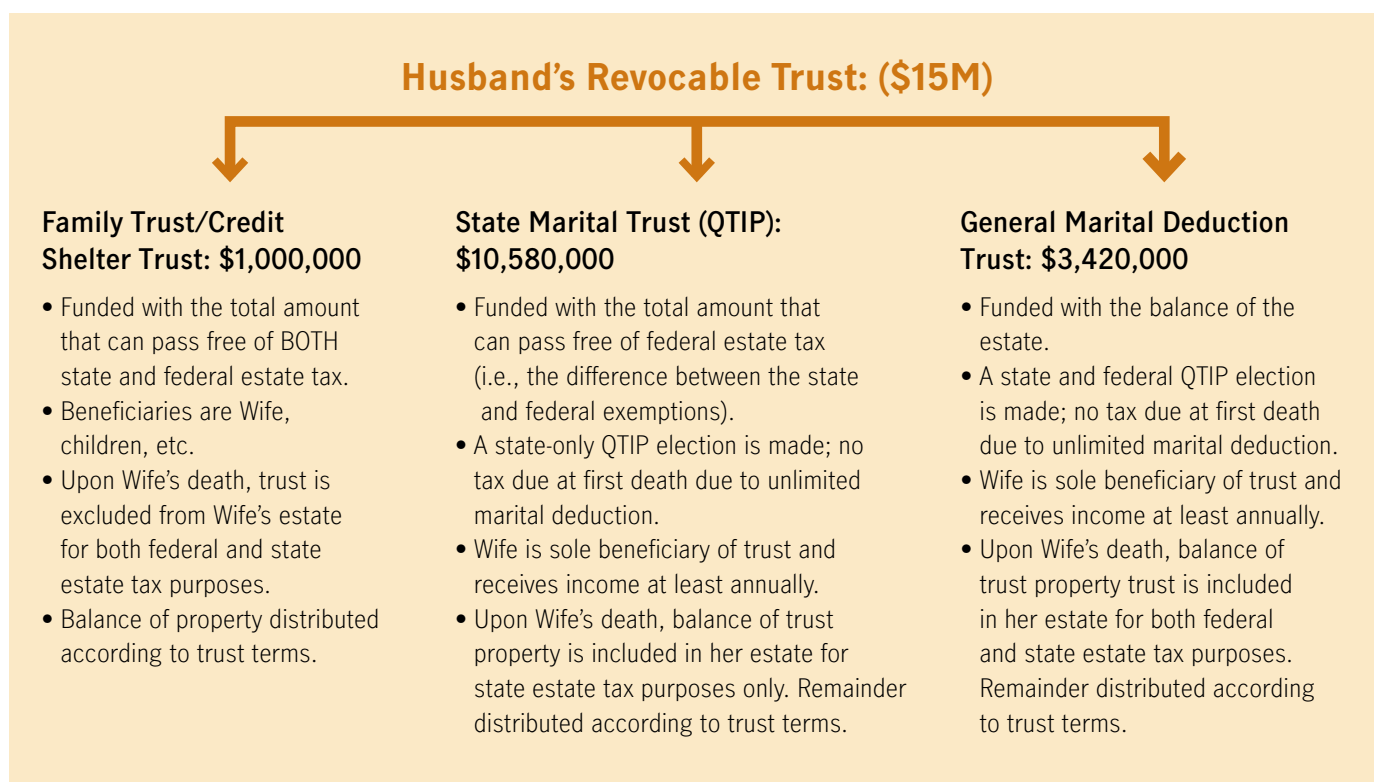 Husband’s Revocable Trust: ($15M)
Family Trust/Credit
Shelter Trust: $1,000,000
• Funded with the total amount
that can pass free of BOTH
state and federal estate tax.
• Beneficiaries are Wife,
children, etc.
• Upon Wife’s death, trust is
excluded from Wife’s estate
for both federal and state
estate tax purposes.
• Balance of property distributed
according to trust terms.
State Marital Trust (QTIP):
$10,580,000
• Funded with the total amount that
can pass free of federal estate tax
(i.e., the difference between the state
and federal exemptions).
• A state-only QTIP election is made; no
tax due at first death due to unlimited
marital deduction.
• Wife is sole beneficiary of trust and
receives income at least annually.
• Upon Wife’s death, balance of trust
property is included in her estate for
state estate tax purposes only. Remainder
distributed according to trust terms.
General Marital Deduction
Trust: $3,420,000
• Funded with the balance of the
estate.
• A state and federal QTIP election
is made; no tax due at first death
due to unlimited marital deduction.
• Wife is sole beneficiary of trust and
receives income at least annually.
• Upon Wife’s death, balance of
trust property trust is included
in her estate for both federal
and state estate tax purposes.
Remainder distributed according
to trust terms.